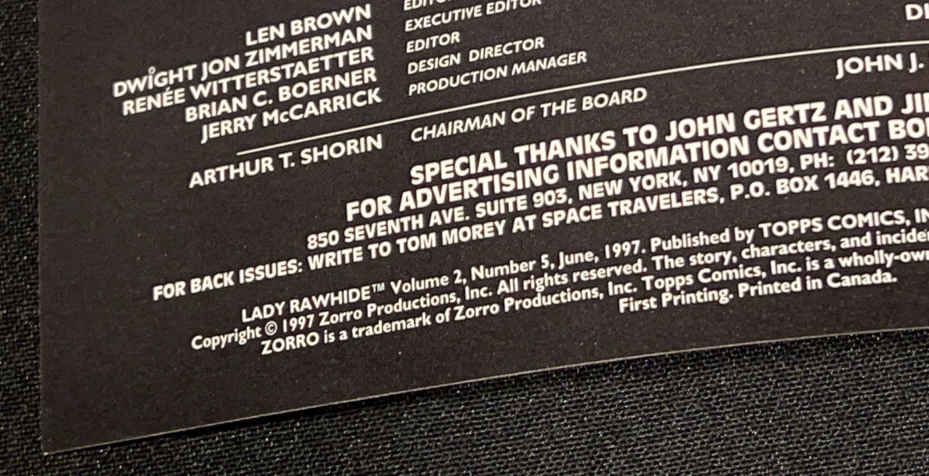 LEN BROWN
DWIGHT JON ZIMMERMAN EXECUTIVE EDITOR
RENÉE WITTERSTAETTER EDITOR
BRIAN C. BOERNER DESIGN DIRECTOR
JERRY McCARRICK PRODUCTION MANAGER
JOHN J.
ARTHUR T. SHORIN CHAIRMAN OF THE BOARD
SPECIAL THANKS TO JOHN GERTZ AND
FOR ADVERTISING INFORMATION CONTACT
850 SEVENTH AVE. SUITE 903, NEW YORK, NY 10019, PH: (212) 39
FOR BACK ISSUES: WRITE TO TOM MOREY AT SPACE TRAVELERS, P.O. BOX 1446, HAR
LADY RAWHIDE™ Volume 2, Number 5, June, 1997. Published by TOPPS COMICS, IN
Copyright © 1997 Zorro Productions, Inc. All rights reserved. The story, characters, and incide
ZORRO is a trademark of Zorro Productions, Inc. Topps Comics, Inc. is a wholly-own
First Printing. Printed in Canada.